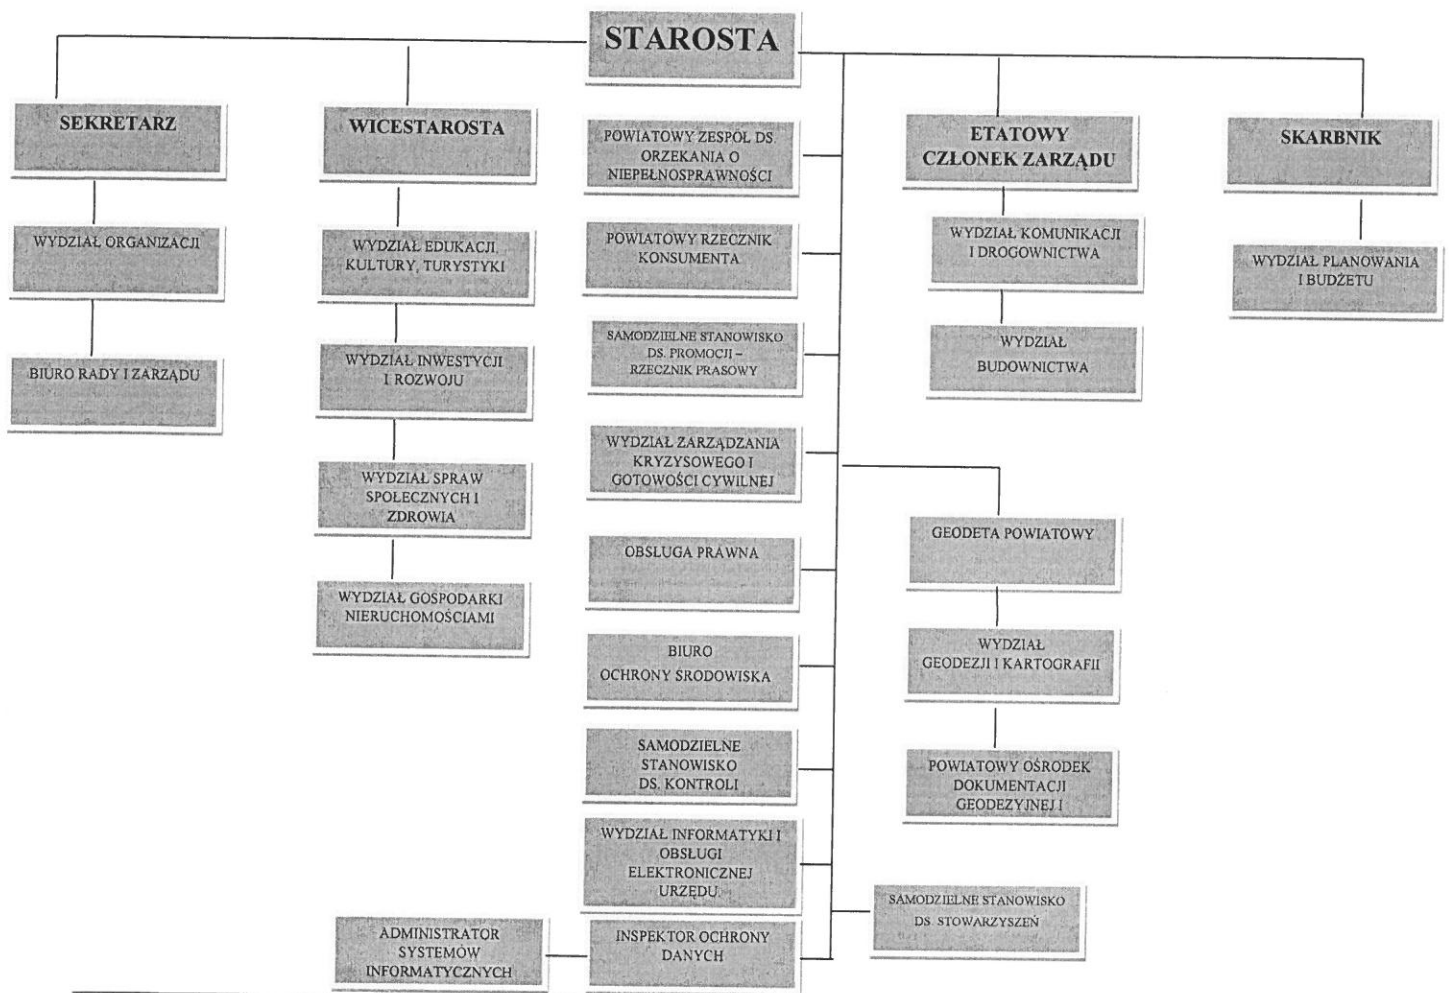 STAROSTA
SEKRETARZ
WYDZIAŁ ORGANIZACJI
BIURO RADY I ZARZĄDU
WICESTAROSTA
WYDZIAŁ EDUKACJI,
KULTURY, TURYSTYKI
WYDZIAŁ INWESTYCJI
I ROZWOJU
WYDZIAŁ SPRAW
SPOŁECZNYCH I
ZDROWIA
WYDZIAŁ GOSPODARKI
NIERUCHOMOŚCIAMI
POWIATOWY ZESPÓŁ DS.
ORZEKANIA O
NIEPEŁNOSPRAWNOŚCI
POWIATOWY RZECZNIK
KONSUMENTA
SAMODZIELNE STANOWISKO
DS. PROMOCJI –
RZECZNIK PRASOWY
WYDZIAŁ ZARZĄDZANIA
KRYZYSOWEGO I
GOTOWOŚCI CYWILNEJ
OBSŁUGA PRAWNA
BIURO
OCHRONY ŚRODOWISKA
SAMODZIELNE
STANOWISKO
DS. KONTROLI
WYDZIAŁ INFORMATYKI I
OBSŁUGI
ELEKTRONICZNEJ
URZĘDU.
INSPEKTOR OCHRONY
DANYCH
ADMINISTRATOR
SYSTEMÓW
INFORMATYCZNYCH
ETATOWY
CZŁONEK ZARZĄDU
WYDZIAŁ KOMUNIKACJI
I DROGOWNICTWA
WYDZIAŁ
BUDOWNICTWA
GEODETA POWIATOWY
WYDZIAŁ
GEODEZJI I KARTOGRAFII
POWIATOWY OŚRODEK
DOKUMENTACJI
GEODEZYJNEJ I
SAMODZIELNE STANOWISKO
DS. STOWARZYSZEŃ
SKARBNIK
WYDZIAŁ PLANOWANIA
I BUDŻETU